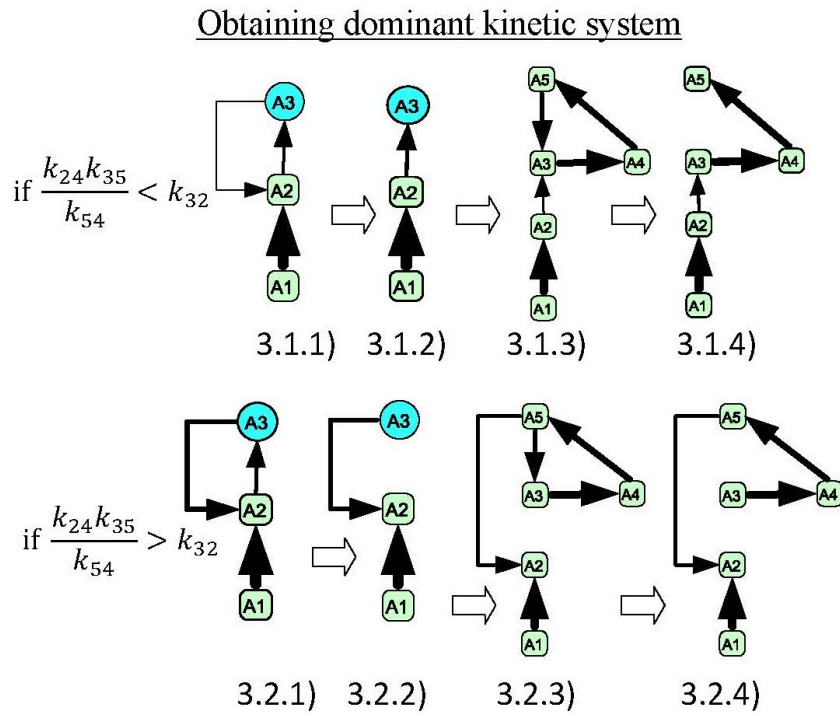 Obtaining dominant kinetic system
A3
A2
A1
A3
A2
A1
A5
A3
A4
A2
A1
A5
A3
A4
A2
A1
if k₂₄k₃₅/k₅₄ < k₃₂
3.1.1) 3.1.2) 3.1.3) 3.1.4)
A3
A2
A1
A3
A2
A1
A5
A3
A4
A2
A1
A5
A3
A4
A2
A1
if k₂₄k₃₅/k₅₄ > k₃₂
3.2.1) 3.2.2) 3.2.3) 3.2.4)